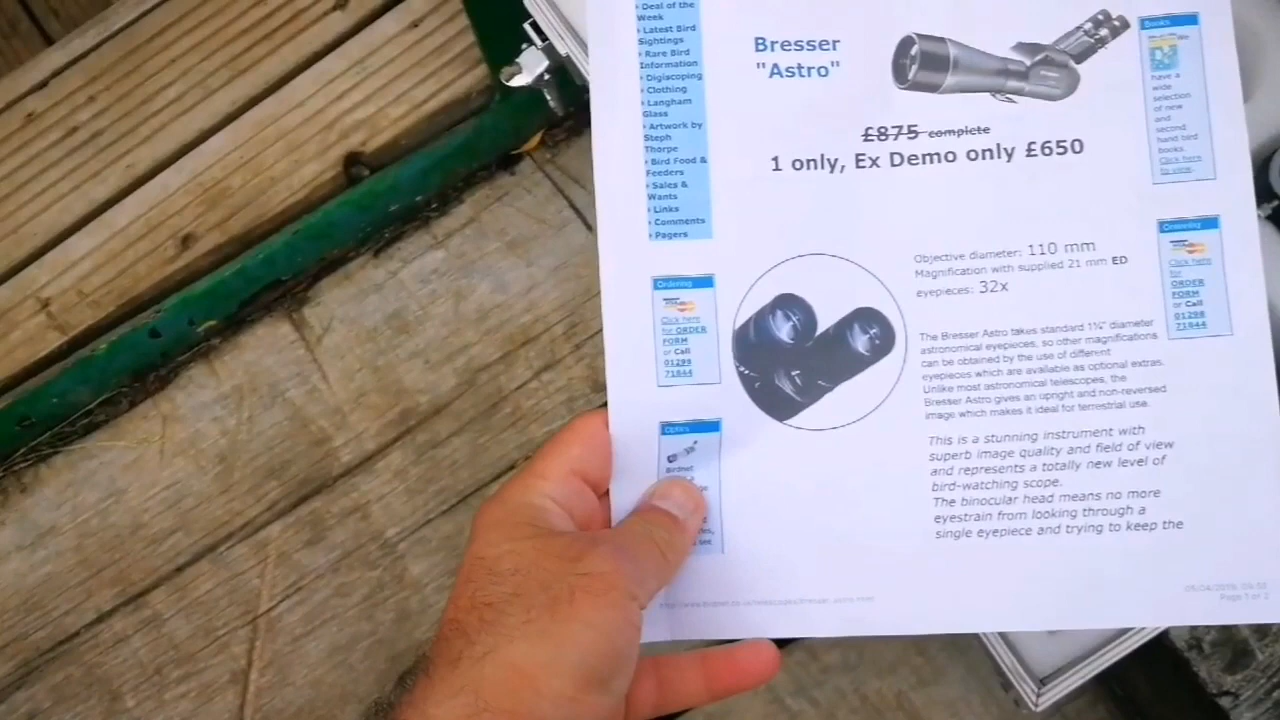 Deal of the
Week
Latest Bird
Sightings
Rare Bird
Information
Digiscoping
Clothing
Langham
Glass
Artwork by
Steph
Thorpe
Bird Food &
Feeders
Sales &
Wants
Links
Comments
Pagers
Ordering
Click here
for ORDER
FORM
or Call
01298
71844
Optics
Birdnet
Bresser
"Astro"
£875 complete
1 only, Ex Demo only £650
Objective diameter: 110 mm
Magnification with supplied 21 mm ED
eyepieces: 32x
The Bresser Astro takes standard 1¼" diameter
astronomical eyepieces, so other magnifications
can be obtained by the use of different
eyepieces which are available as optional extras.
Unlike most astronomical telescopes, the
Bresser Astro gives an upright and non-reversed
image which makes it ideal for terrestrial use.
This is a stunning instrument with
superb image quality and field of view
and represents a totally new level of
bird-watching scope.
The binocular head means no more
eyestrain from looking through a
single eyepiece and trying to keep the
Books
We
have a
wide
selection
of new
and
second
hand bird
books.
Click here
to view.
Ordering
VISA
Click here
for
ORDER
FORM
or Call
01298
71844
Page 1 of 2